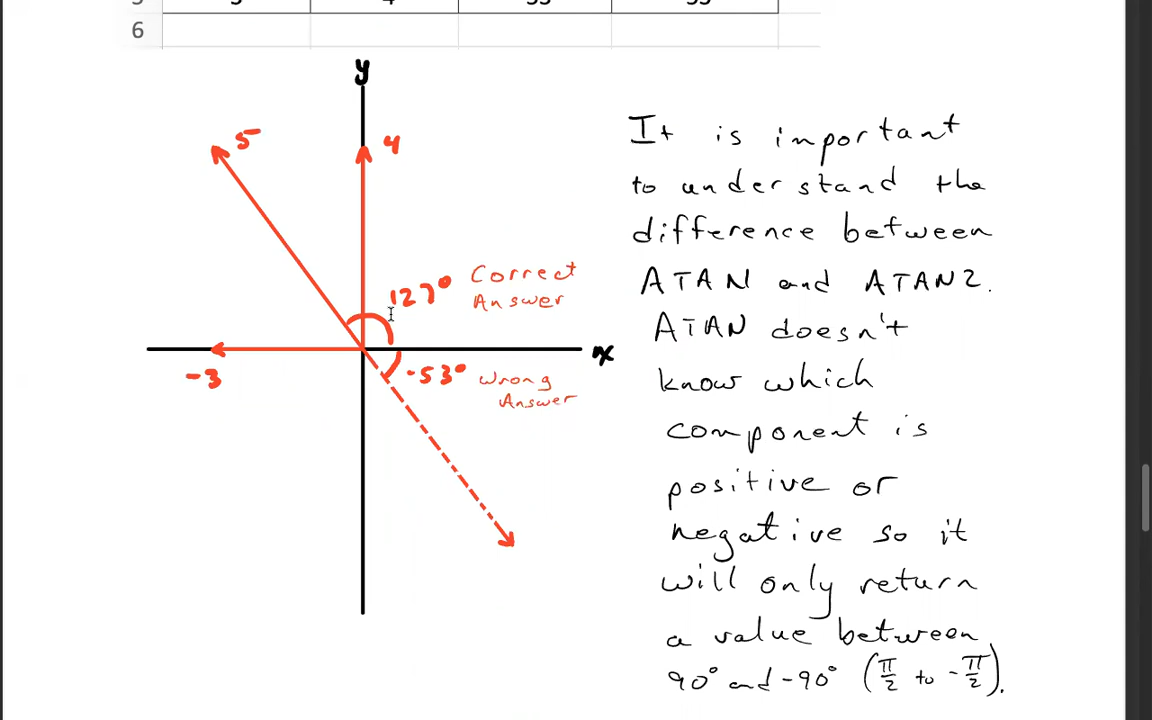 6
y
5
4
127° Correct
Answer
x
-3
-53° Wrong
Answer
It is important
to understand the
difference between
ATAN and ATAN2.
ATAN doesn't
know which
component is
positive or
negative so it
will only return
a value between
90° and -90° (π/2 to -π/2).